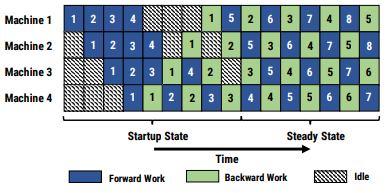 Machine 1 1 2 3 4 1 5 2 6 3 7 4 8 5
Machine 2 1 2 3 4 1 2 5 3 6 4 7 5 8
Machine 3 1 2 3 1 4 2 3 5 4 6 5 7 6
Machine 4 1 1 2 2 3 3 4 4 5 5 6 6 7
Startup State Steady State
Time
Forward Work Backward Work Idle